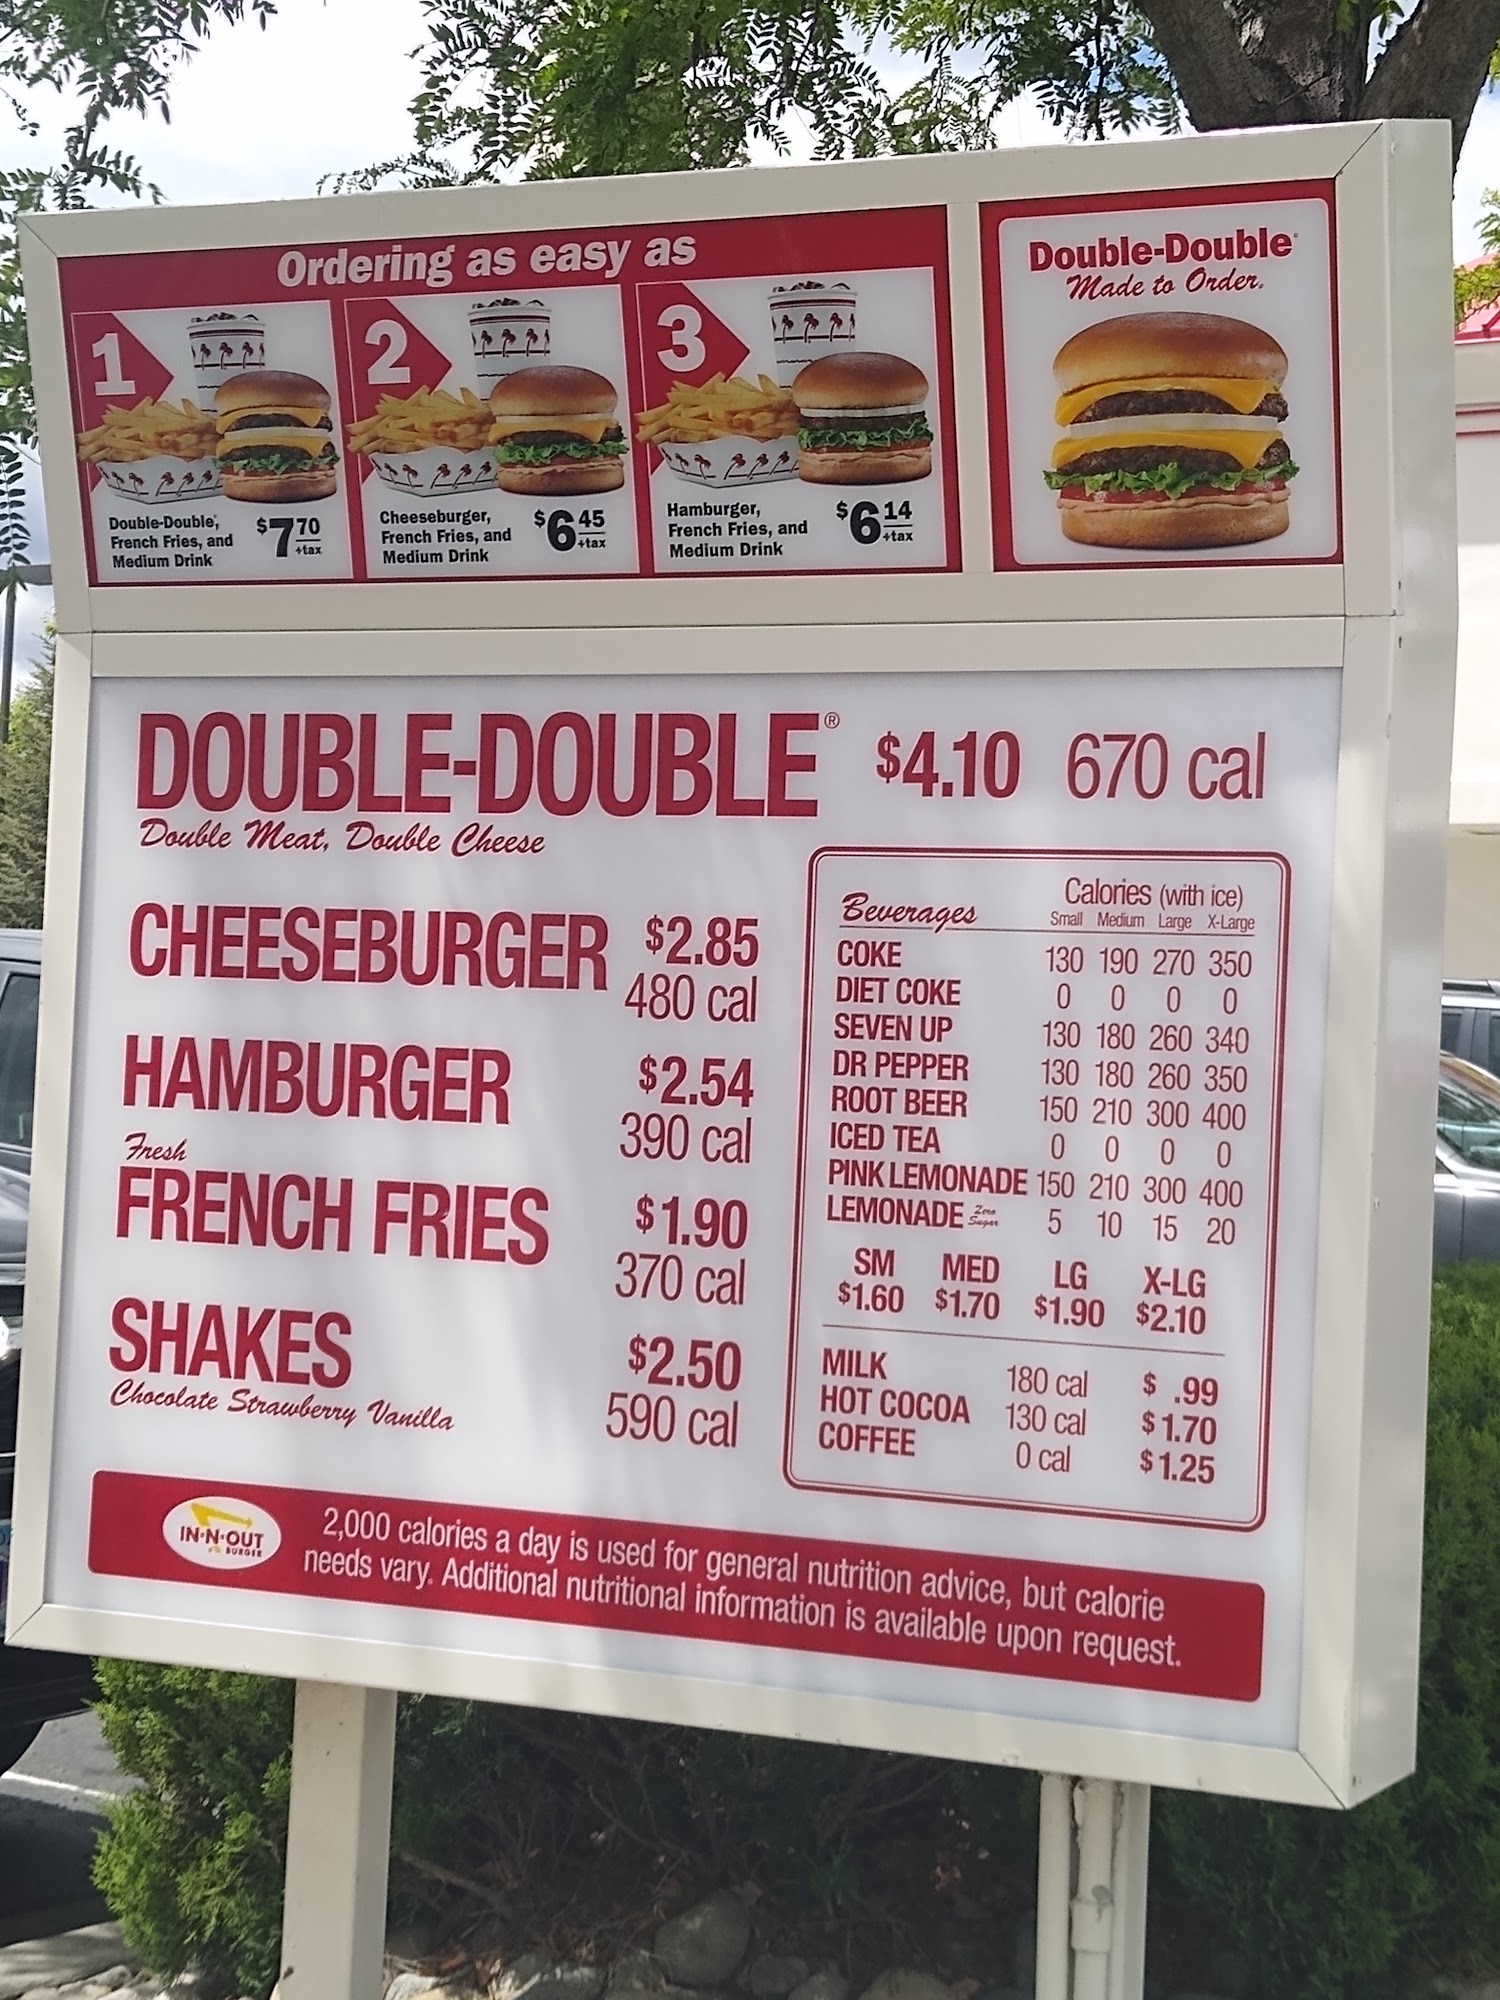 Ordering as easy as
1
Double-Double®,
French Fries, and
Medium Drink
$7 70
+tax
2
Cheeseburger,
French Fries, and
Medium Drink
$6 45
+tax
3
Hamburger,
French Fries, and
Medium Drink
$6 14
+tax
Double-Double®
Made to Order.
DOUBLE-DOUBLE® $4.10 670 cal
Double Meat, Double Cheese
CHEESEBURGER $2.85
480 cal
HAMBURGER $2.54
390 cal
Fresh
FRENCH FRIES $1.90
370 cal
SHAKES $2.50
Chocolate Strawberry Vanilla 590 cal
Beverages Calories (with ice)
Small Medium Large X-Large
COKE 130 190 270 350
DIET COKE 0 0 0 0
SEVEN UP 130 180 260 340
DR PEPPER 130 180 260 350
ROOT BEER 150 210 300 400
ICED TEA 0 0 0 0
PINK LEMONADE 150 210 300 400
LEMONADE Zero Sugar 5 10 15 20
SM MED LG X-LG
$1.60 $1.70 $1.90 $2.10
MILK 180 cal $ .99
HOT COCOA 130 cal $1.70
COFFEE 0 cal $1.25
IN-N-OUT
BURGER
2,000 calories a day is used for general nutrition advice, but calorie
needs vary. Additional nutritional information is available upon request.